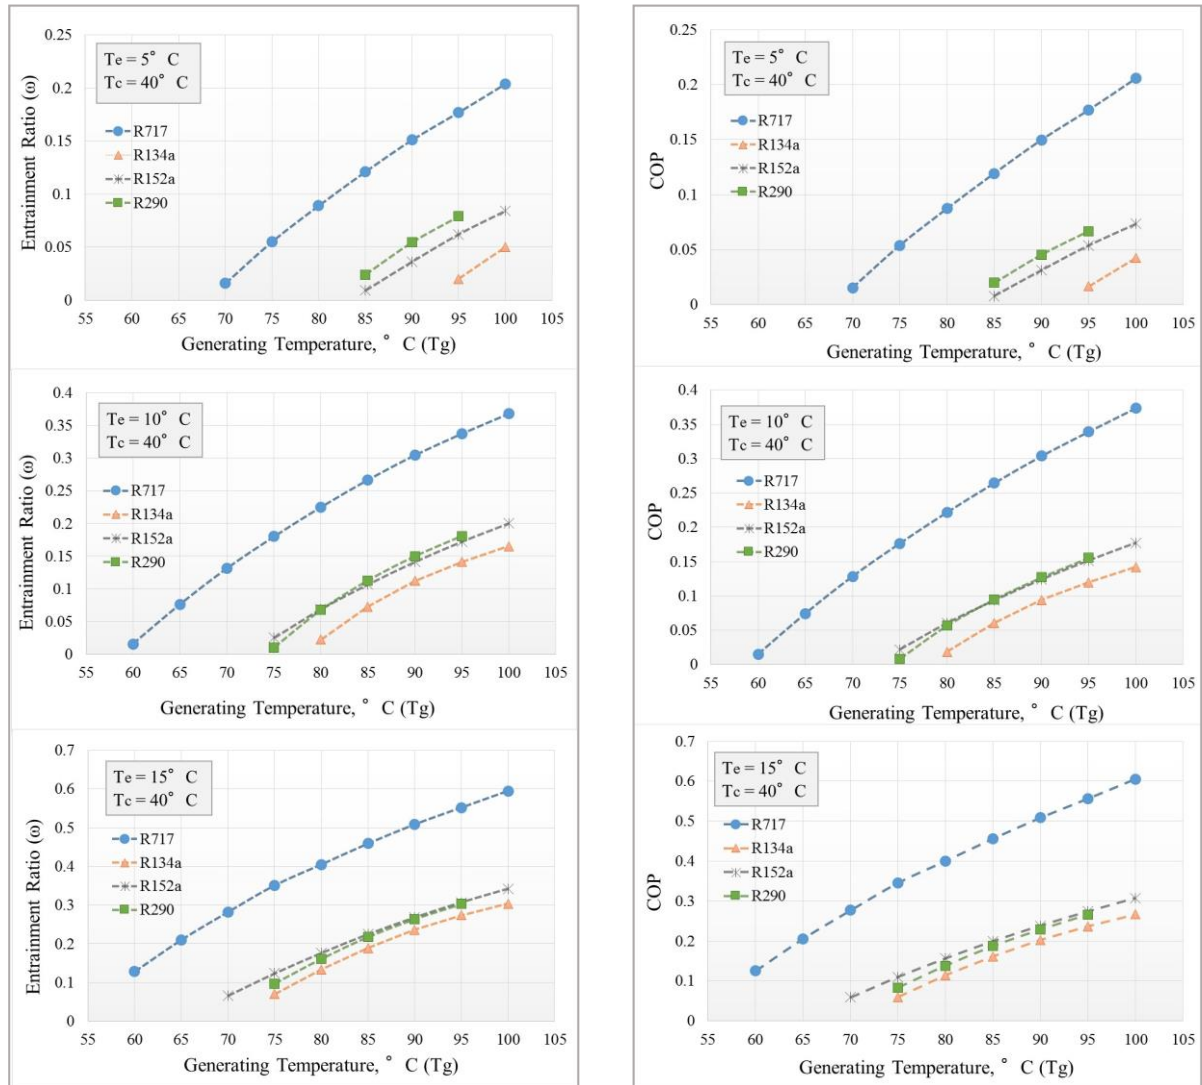 0.25
0.2
0.15
0.1
0.05
0
Entrainment Ratio (ω)
Te = 5° C
Tc = 40° C
R717
R134a
R152a
R290
55 60 65 70 75 80 85 90 95 100 105
Generating Temperature, ° C (Tg)
0.25
0.2
0.15
0.1
0.05
0
COP
Te = 5° C
Tc = 40° C
R717
R134a
R152a
R290
55 60 65 70 75 80 85 90 95 100 105
Generating Temperature, ° C (Tg)
0.4
0.35
0.3
0.25
0.2
0.15
0.1
0.05
0
Entrainment Ratio (ω)
Te = 10° C
Tc = 40° C
R717
R134a
R152a
R290
55 60 65 70 75 80 85 90 95 100 105
Generating Temperature, ° C (Tg)
0.4
0.35
0.3
0.25
0.2
0.15
0.1
0.05
0
COP
Te = 10° C
Tc = 40° C
R717
R134a
R152a
R290
55 60 65 70 75 80 85 90 95 100 105
Generating Temperature, ° C (Tg)
0.7
0.6
0.5
0.4
0.3
0.2
0.1
0
Entrainment Ratio (ω)
Te = 15° C
Tc = 40° C
R717
R134a
R152a
R290
55 60 65 70 75 80 85 90 95 100 105
Generating Temperature, ° C (Tg)
0.7
0.6
0.5
0.4
0.3
0.2
0.1
0
COP
Te = 15° C
Tc = 40° C
R717
R134a
R152a
R290
55 60 65 70 75 80 85 90 95 100 105
Generating Temperature, ° C (Tg)